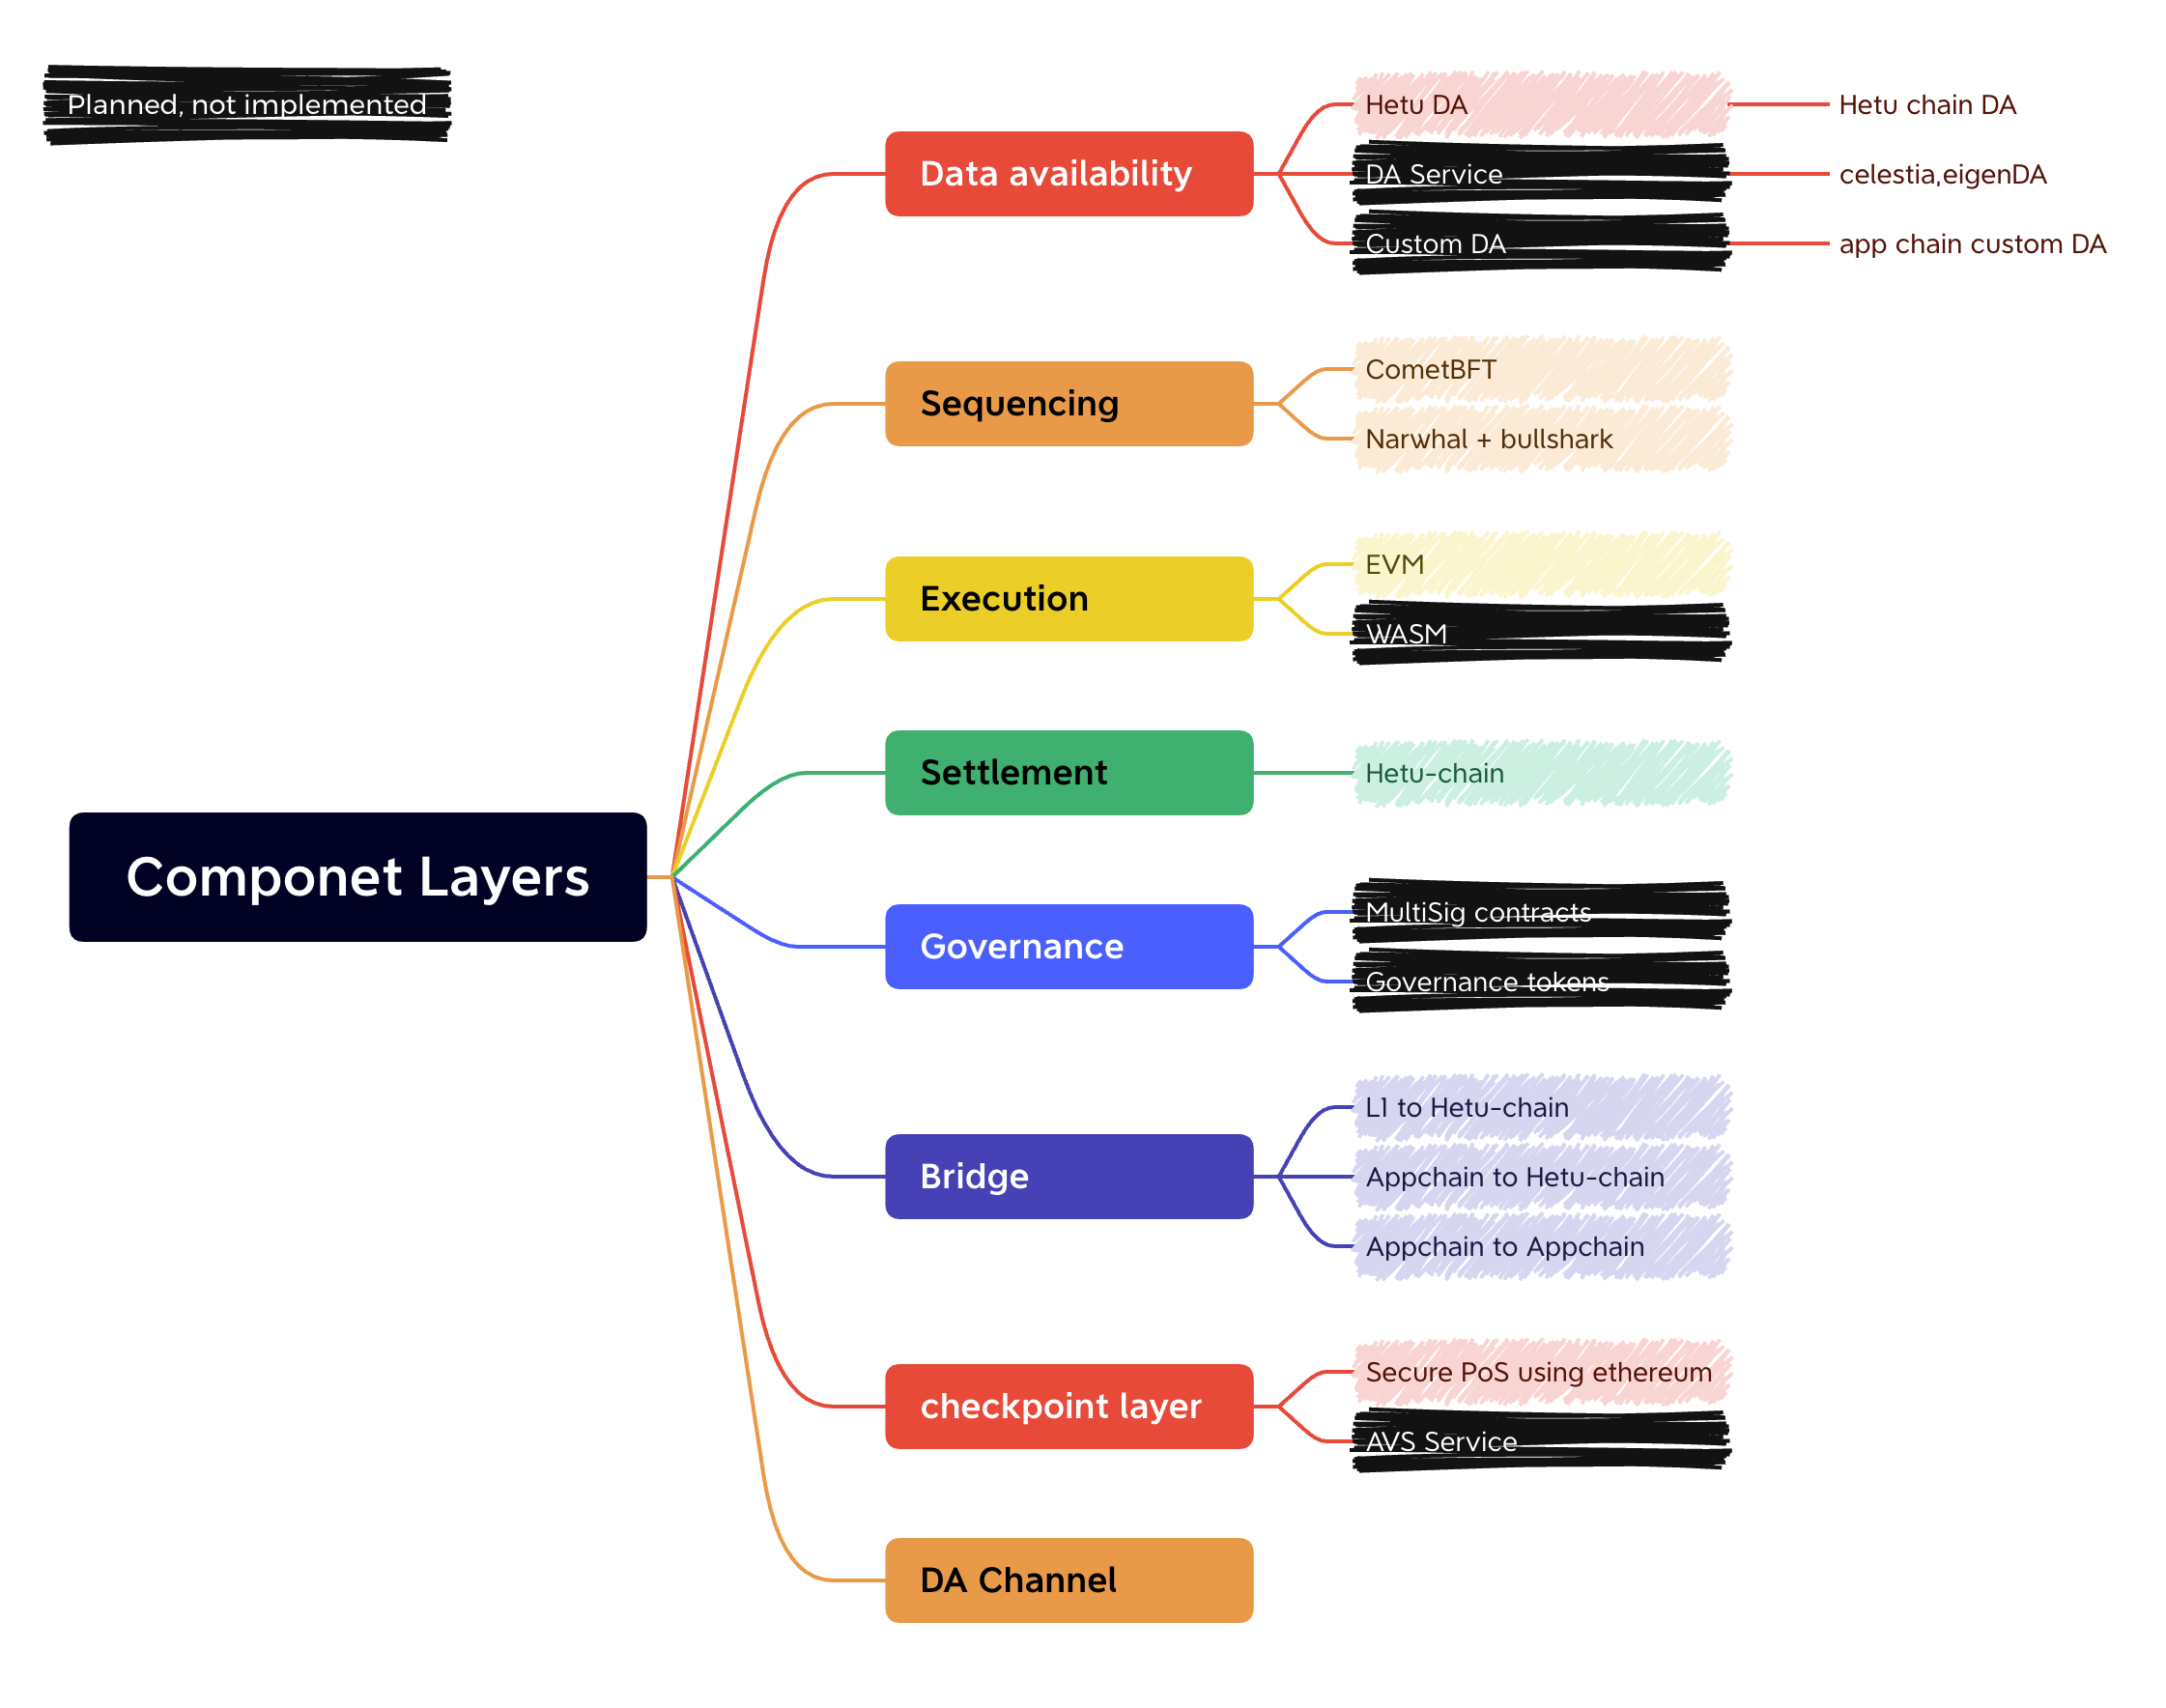 Planned, not implemented
Componet Layers
Data availability
Hetu DA
Hetu chain DA
DA Service
celestia,eigenDA
Custom DA
app chain custom DA
Sequencing
CometBFT
Narwhal + bullshark
Execution
EVM
WASM
Settlement
Hetu-chain
Governance
MultiSig contracts
Governance tokens
Bridge
L1 to Hetu-chain
Appchain to Hetu-chain
Appchain to Appchain
checkpoint layer
Secure PoS using ethereum
AVS Service
DA Channel